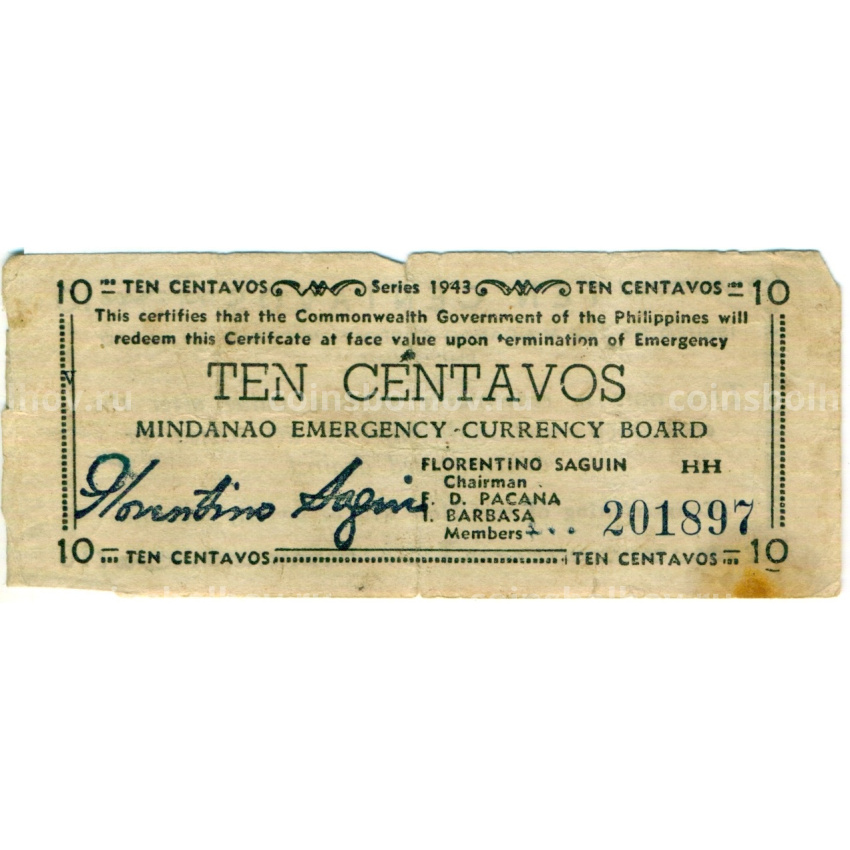 10 TEN CENTAVOS Series 1943 TEN CENTAVOS 10
This certifies that the Commonwealth Government of the Philippines will
redeem this Certifcate at face value upon termination of Emergency
V
TEN CENTAVOS
coinsbolhov.ru
MINDANAO EMERGENCY CURRENCY BOARD
FLORENTINO SAGUIN HH
Chairman
Florentino Saguin
F. D. PACANA
I. BARBASA
Members
201897
10 TEN CENTAVOS TEN CENTAVOS 10